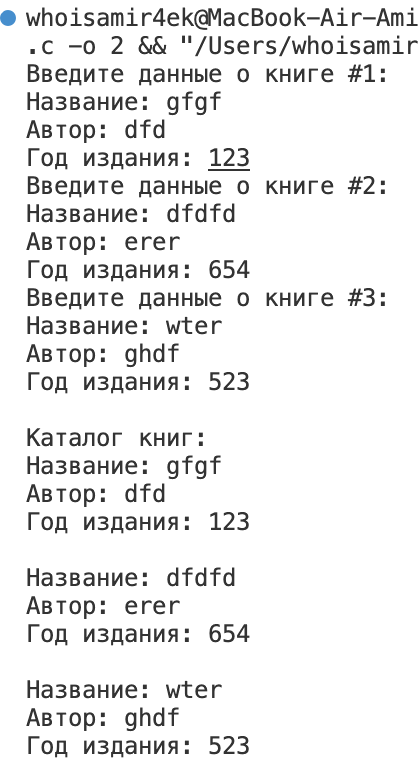 whoisamir4ek@MacBook-Air-Ami
.c -o 2 && "/Users/whoisamir
Введите данные о книге #1:
Название: gfgf
Автор: dfd
Год издания: 123
Введите данные о книге #2:
Название: dfdfd
Автор: erer
Год издания: 654
Введите данные о книге #3:
Название: wter
Автор: ghdf
Год издания: 523
Каталог книг:
Название: gfgf
Автор: dfd
Год издания: 123
Название: dfdfd
Автор: erer
Год издания: 654
Название: wter
Автор: ghdf
Год издания: 523